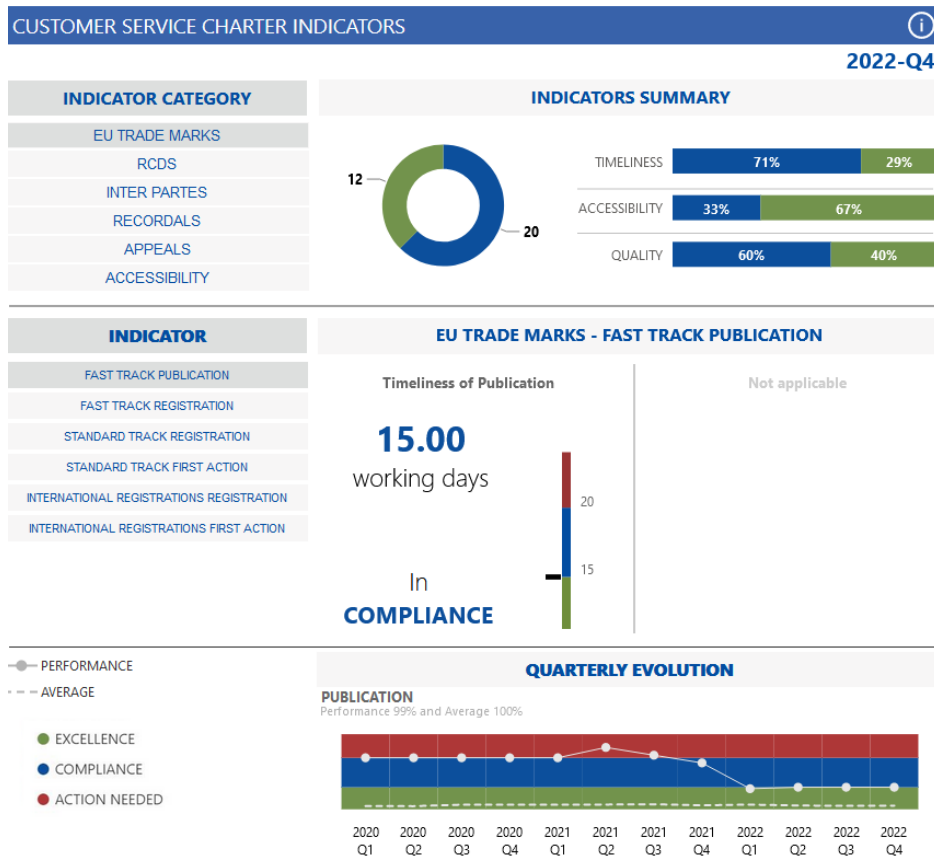 CUSTOMER SERVICE CHARTER INDICATORS
2022-Q4
INDICATOR CATEGORY
EU TRADE MARKS
RCDS
INTER PARTES
RECORDALS
APPEALS
ACCESSIBILITY
INDICATORS SUMMARY
12
20
TIMELINESS 71% 29%
ACCESSIBILITY 33% 67%
QUALITY 60% 40%
INDICATOR
FAST TRACK PUBLICATION
FAST TRACK REGISTRATION
STANDARD TRACK REGISTRATION
STANDARD TRACK FIRST ACTION
INTERNATIONAL REGISTRATIONS REGISTRATION
INTERNATIONAL REGISTRATIONS FIRST ACTION
EU TRADE MARKS - FAST TRACK PUBLICATION
Timeliness of Publication
15.00
working days
In
COMPLIANCE
20
15
Not applicable
PERFORMANCE
AVERAGE
EXCELLENCE
COMPLIANCE
ACTION NEEDED
QUARTERLY EVOLUTION
PUBLICATION
Performance 99% and Average 100%
2020 2020 2020 2020 2021 2021 2021 2021 2022 2022 2022 2022
Q1 Q2 Q3 Q4 Q1 Q2 Q3 Q4 Q1 Q2 Q3 Q4